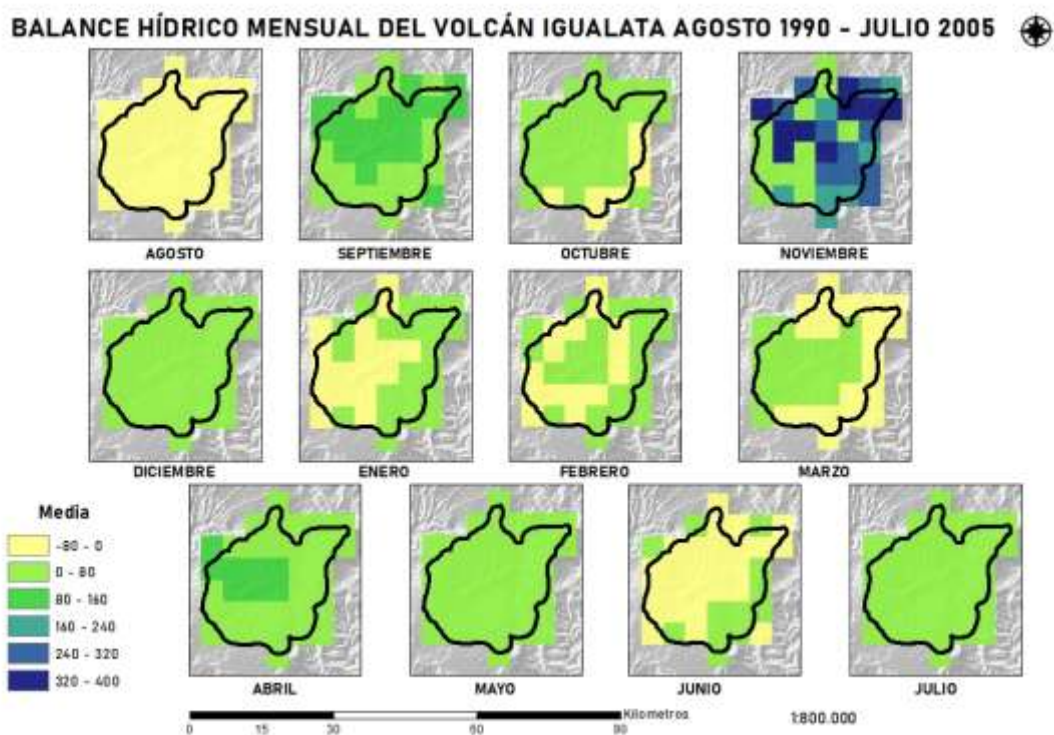 BALANCE HÍDRICO MENSUAL DEL VOLCÁN IGUALATA AGOSTO 1990 - JULIO 2005
AGOSTO
SEPTIEMBRE
OCTUBRE
NOVIEMBRE
DICIEMBRE
ENERO
FEBRERO
MARZO
Media
-80 - 0
0 - 80
80 - 160
160 - 240
240 - 320
320 - 400
ABRIL
MAYO
JUNIO
JULIO
0 15 30 60 90 Kilometros
1:800.000